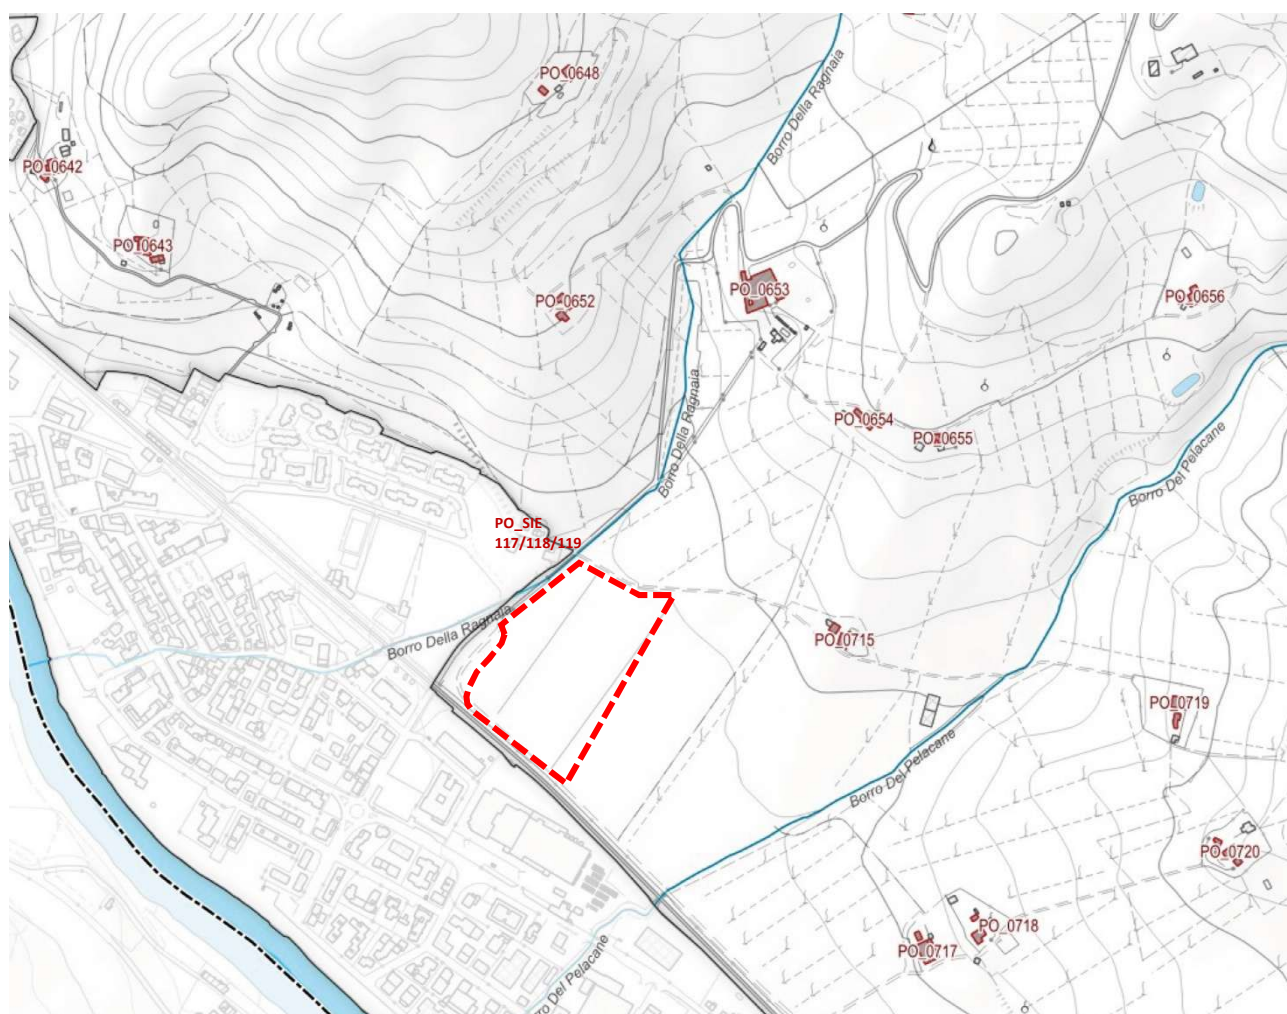 PO_0648
Borro Della Ragnaia
PO_0642
PO_0643
PO_0652
PO_0653
PO_0656
Borro Della Ragnaia
PO_0654
PO_0655
Borro Del Pelacane
PO_SIE
117/118/119
Borro Della Ragnaia
PO_0715
PO_0719
Borro Del Pelacane
PO_0720
PO_0718
PO_0717
Borro Del Pelacane